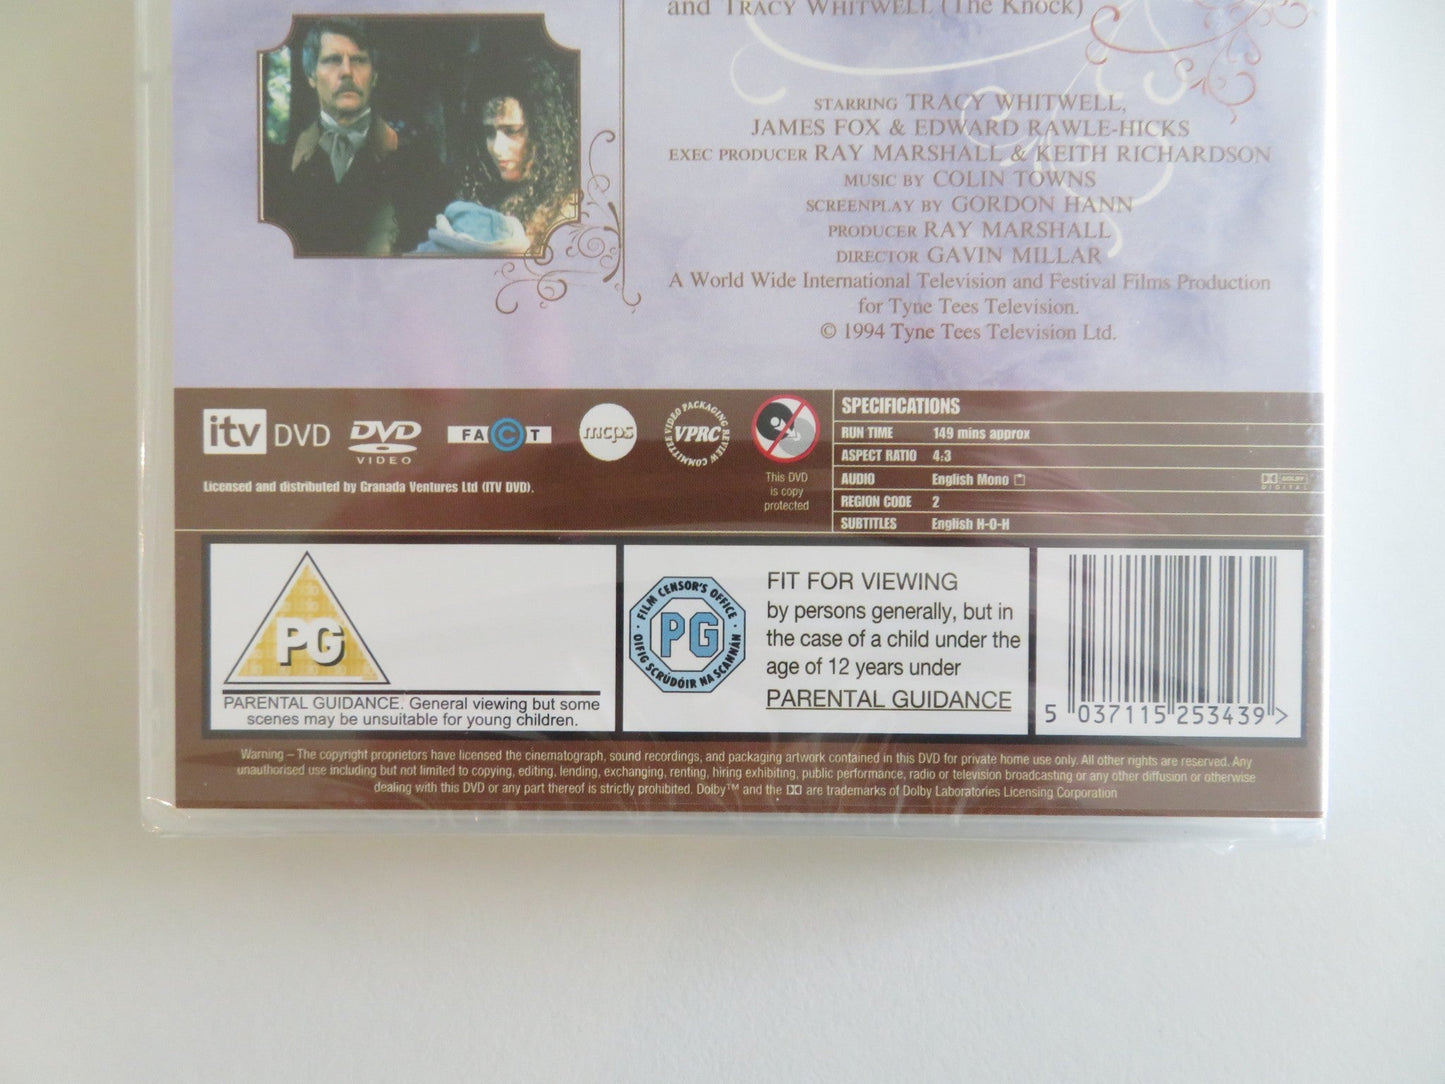 and TRACY WHITWELL (The Knock)
STARRING TRACY WHITWELL,
JAMES FOX & EDWARD RAWLE-HICKS
EXEC PRODUCER RAY MARSHALL & KEITH RICHARDSON
MUSIC BY COLIN TOWNS
SCREENPLAY BY GORDON HANN
PRODUCER RAY MARSHALL
DIRECTOR GAVIN MILLAR
A World Wide International Television and Festival Films Production
for Tyne Tees Television.
© 1994 Tyne Tees Television Ltd.
itv DVD
DVD
VIDEO
FACT
mcps
VIDEO PACKAGING REVIEW COMMITTEE
VPRC
This DVD
is copy
protected
Licensed and distributed by Granada Ventures Ltd (ITV DVD).
SPECIFICATIONS
RUN TIME 149 mins approx
ASPECT RATIO 4:3
AUDIO English Mono
DOLBY
DIGITAL
REGION CODE 2
SUBTITLES English H-O-H
PG
PARENTAL GUIDANCE. General viewing but some
scenes may be unsuitable for young children.
FILM CENSOR'S OFFICE
PG
OIFIG SCRÚDÓIR NA SCANNÁN
FIT FOR VIEWING
by persons generally, but in
the case of a child under the
age of 12 years under
PARENTAL GUIDANCE
5 037115 253439 >
Warning – The copyright proprietors have licensed the cinematograph, sound recordings, and packaging artwork contained in this DVD for private home use only. All other rights are reserved. Any
unauthorised use including but not limited to copying, editing, lending, exchanging, renting, hiring exhibiting, public performance, radio or television broadcasting or any other diffusion or otherwise
dealing with this DVD or any part thereof is strictly prohibited. Dolby™ and the DD are trademarks of Dolby Laboratories Licensing Corporation